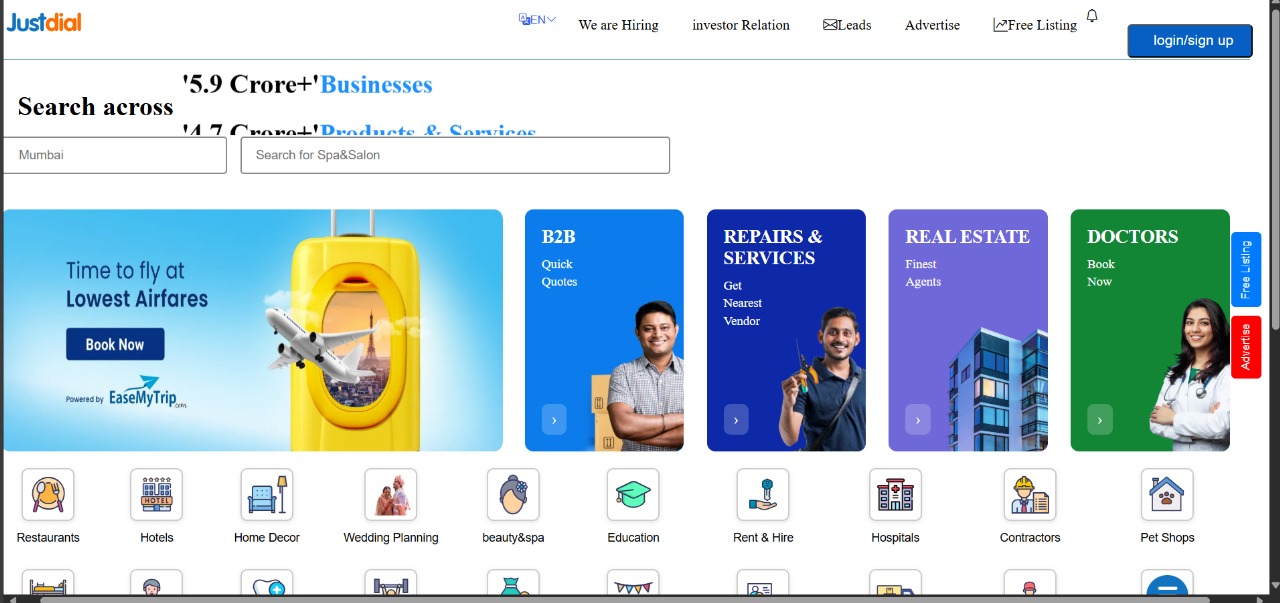 Justdial
EN
We are Hiring
investor Relation
Leads
Advertise
Free Listing
login/sign up
Search across
'5.9 Crore+'Businesses
'4.7 Crore+'Products & Services
Mumbai
Search for Spa&Salon
Time to fly at
Lowest Airfares
Book Now
Powered by EaseMyTrip.com
B2B
Quick
Quotes
REPAIRS &
SERVICES
Get
Nearest
Vendor
REAL ESTATE
Finest
Agents
DOCTORS
Book
Now
Free Listing
Advertise
HOTEL
Restaurants
Hotels
Home Decor
Wedding Planning
beauty&spa
Education
Rent & Hire
Hospitals
Contractors
Pet Shops